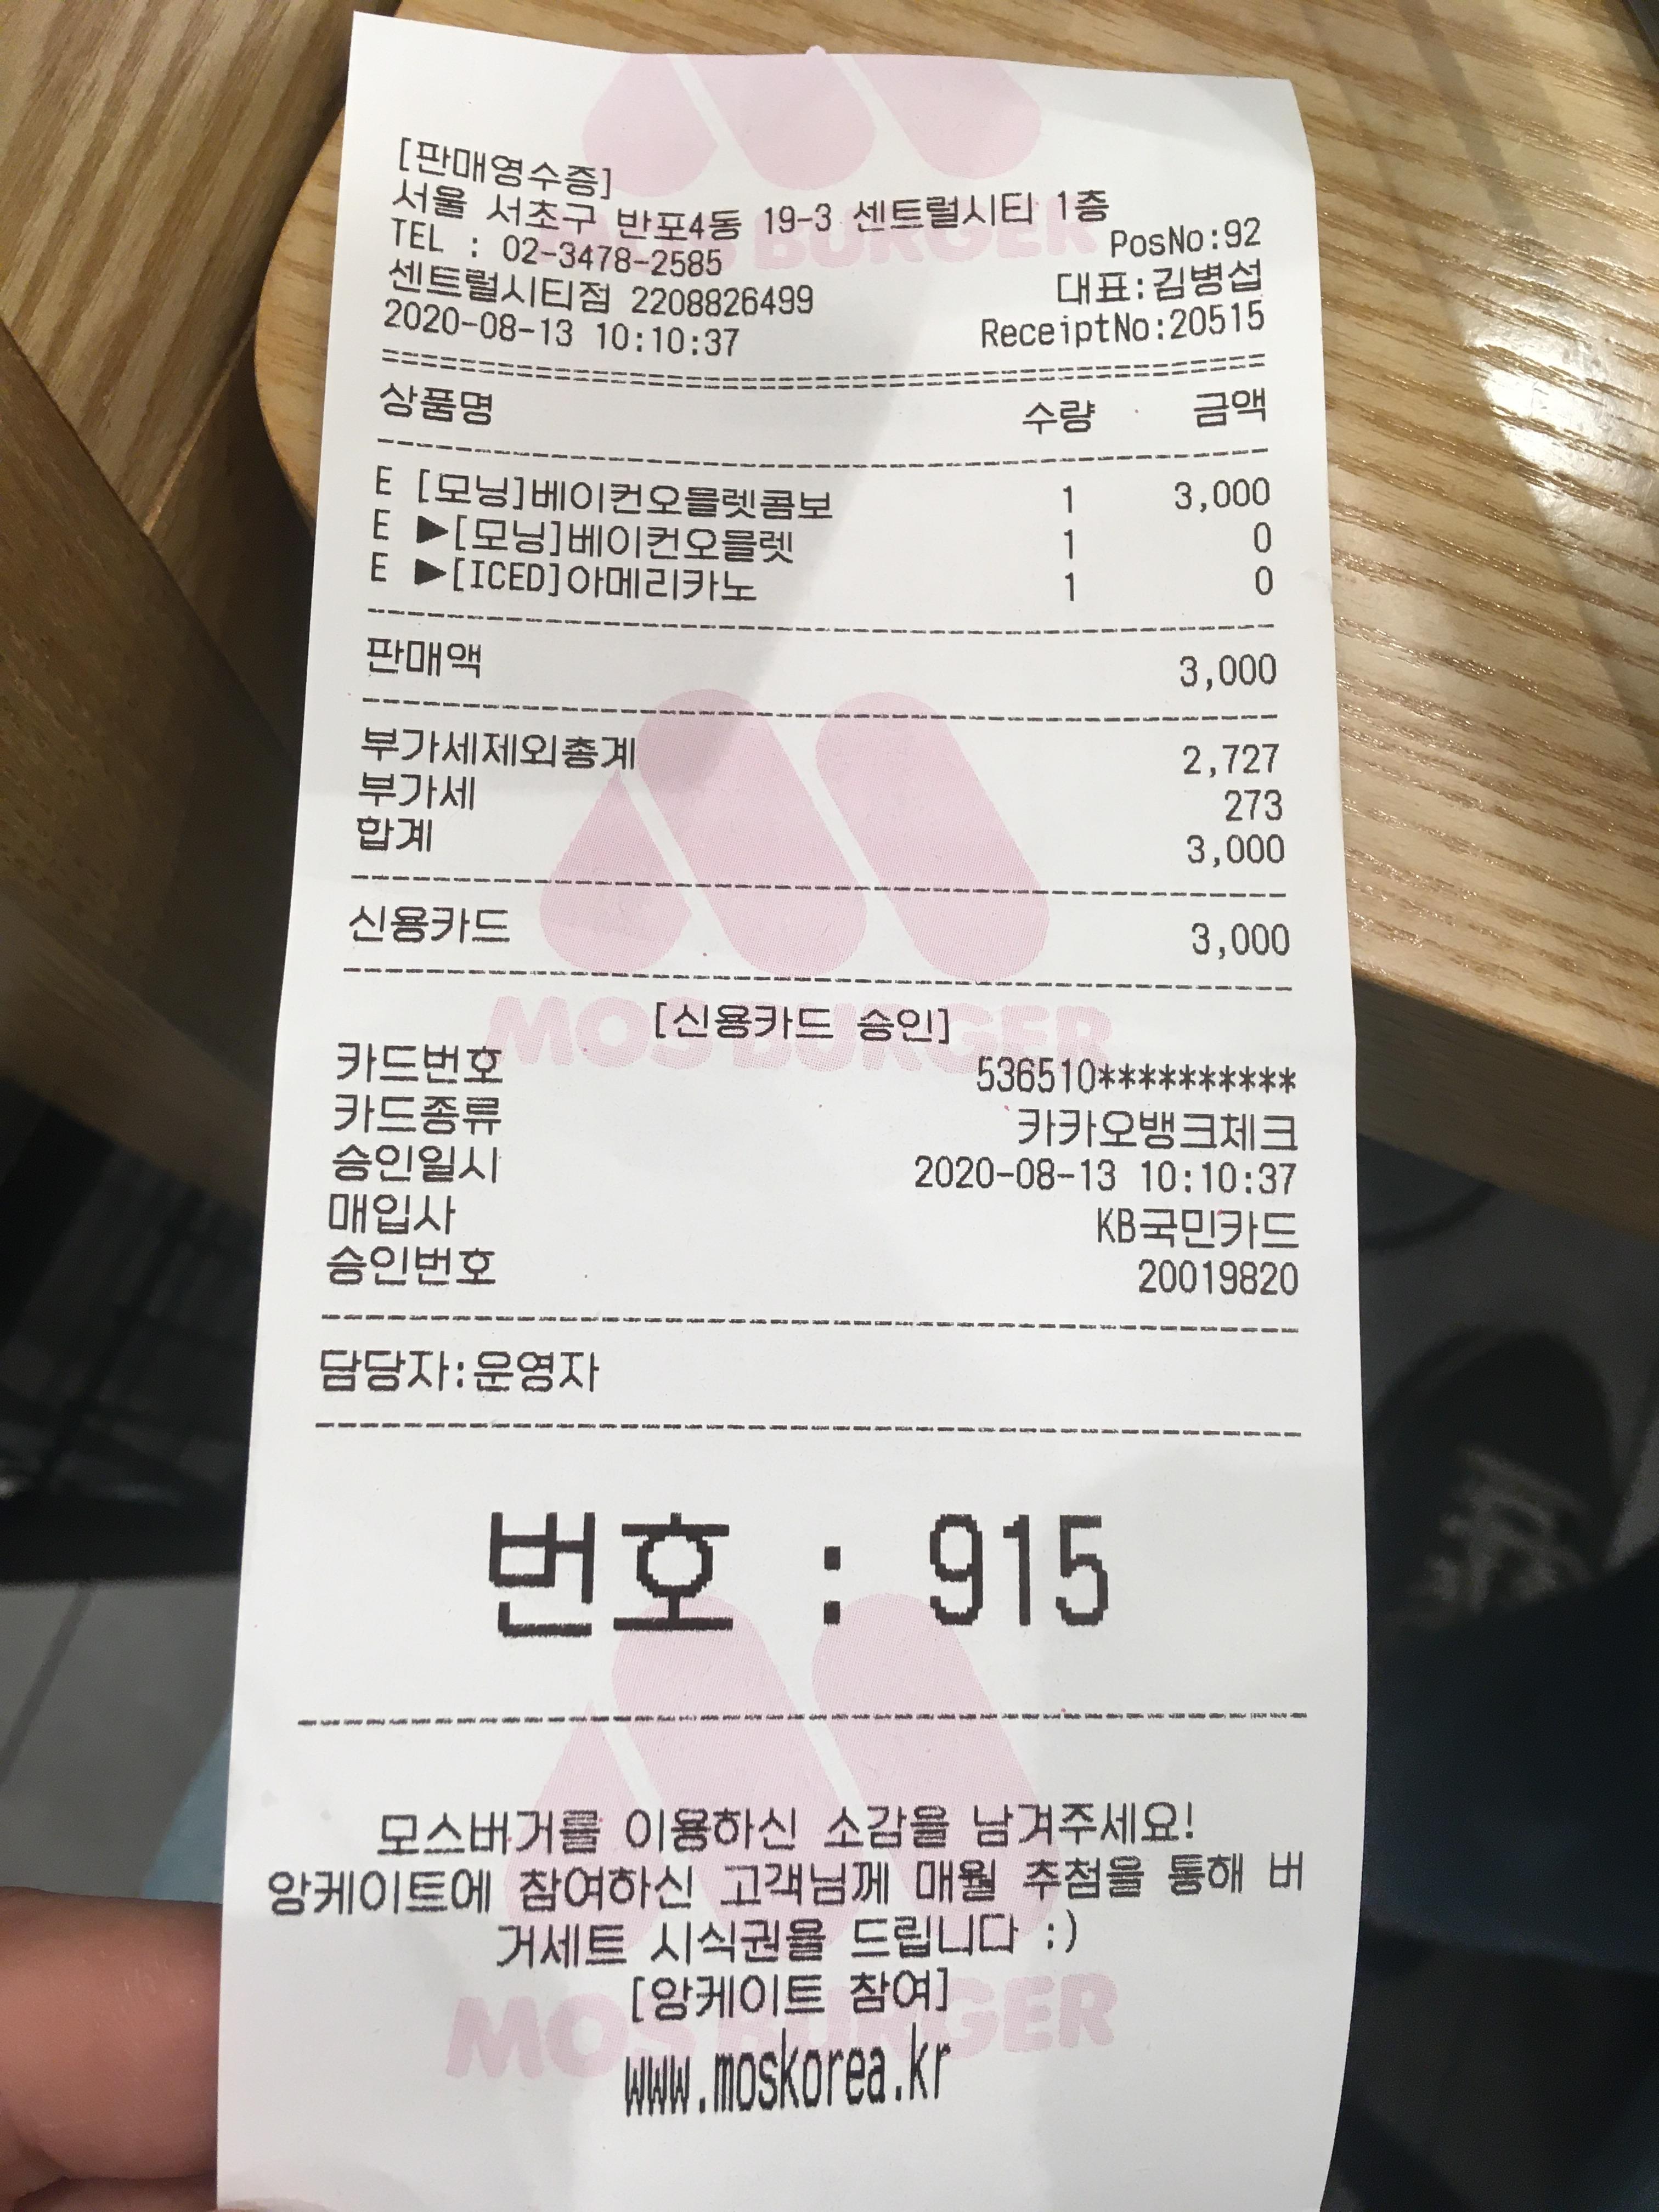 [판매영수증]
서울 서초구 반포4동 19-3 센트럴시티 1층
TEL : 02-3478-2585 PosNo:92
센트럴시티점 2208826499 대표:김병섭
2020-08-13 10:10:37 ReceiptNo:20515
==================================================
상품명 수량 금액
E [모닝]베이컨오믈렛콤보 1 3,000
E ▶[모닝]베이컨오믈렛 1 0
E ▶[ICED]아메리카노 1 0
판매액 3,000
부가세제외총계 2,727
부가세 273
합계 3,000
신용카드 3,000
[신용카드 승인]
카드번호 536510**********
카드종류 카카오뱅크체크
승인일시 2020-08-13 10:10:37
매입사 KB국민카드
승인번호 20019820
담당자:운영자
번호 : 915
모스버거를 이용하신 소감을 남겨주세요!
앙케이트에 참여하신 고객님께 매월 추첨을 통해 버
거세트 시식권을 드립니다 :)
[앙케이트 참여]
www.moskorea.kr
MOS BURGER
MOS BURGER
MOS BURGER